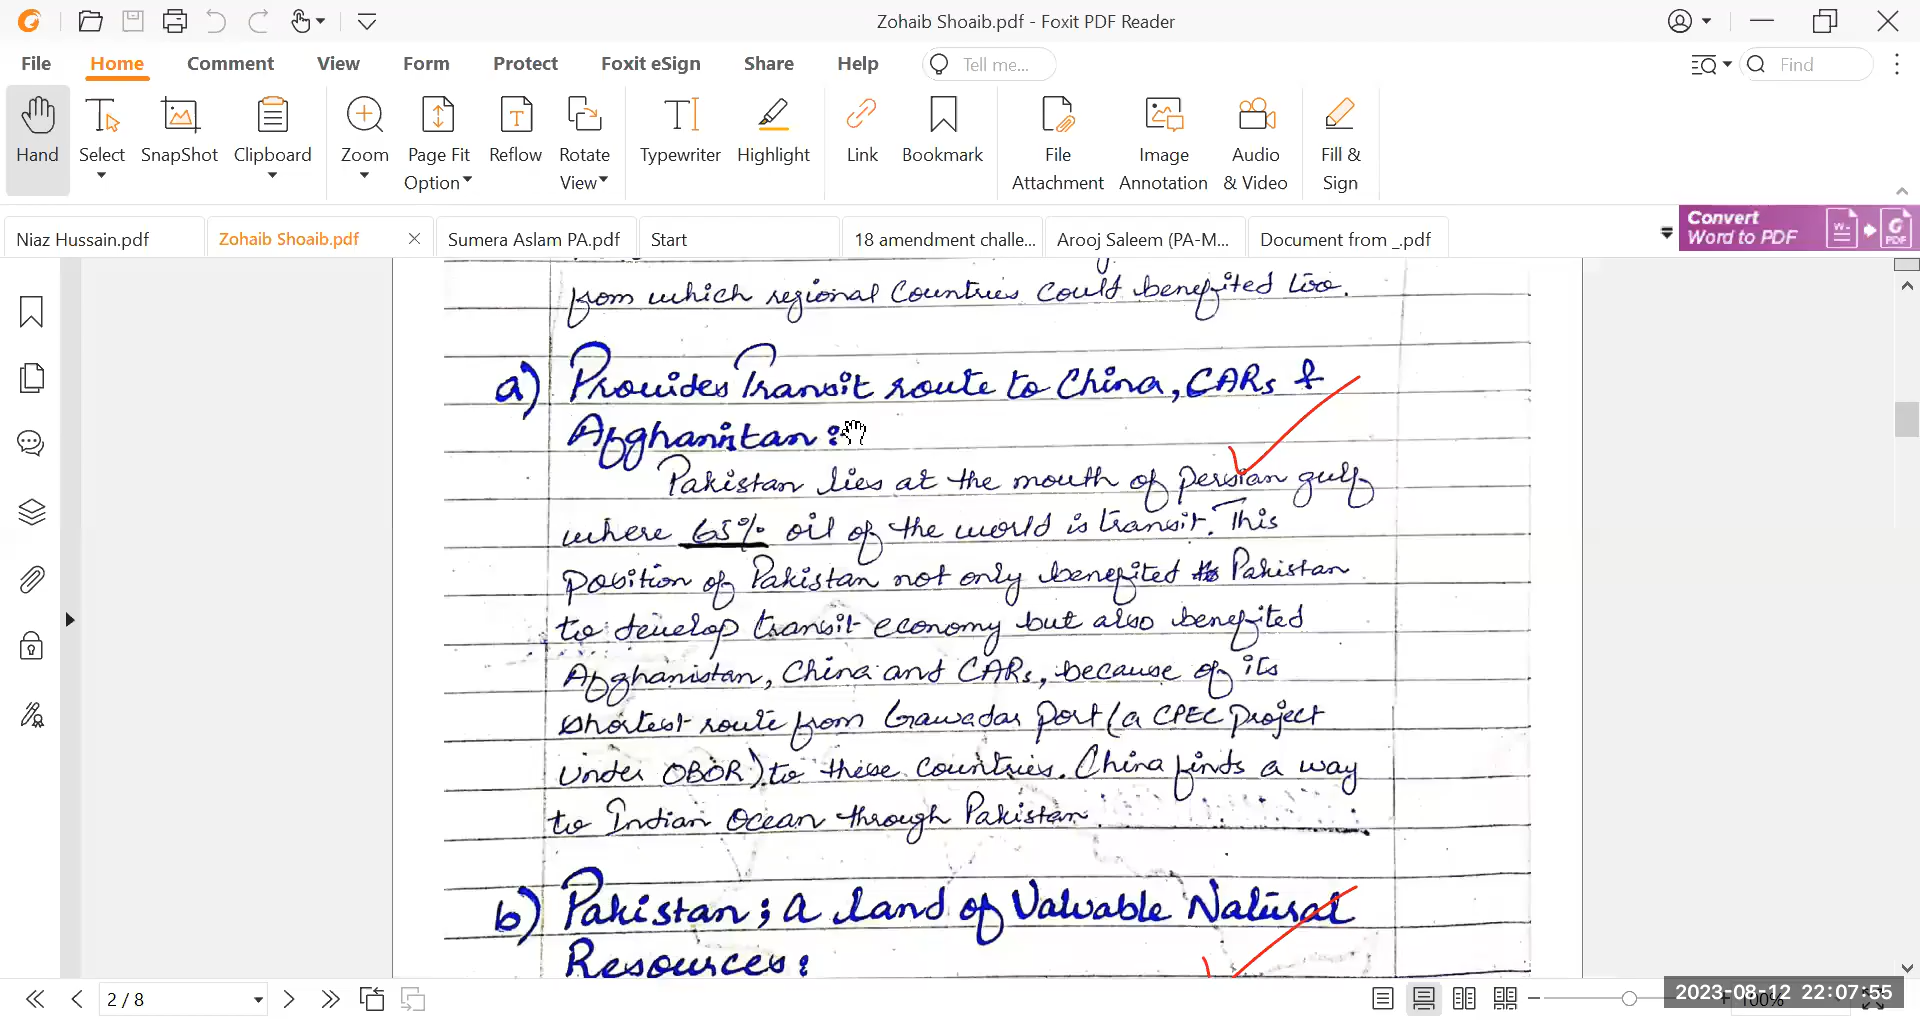 Zohaib Shoaib.pdf - Foxit PDF Reader
File Home Comment View Form Protect Foxit eSign Share Help Tell me... Find
Hand Select SnapShot Clipboard Zoom Page Fit Option Reflow Rotate View Typewriter Highlight Link Bookmark File Attachment Image Annotation Audio & Video Fill & Sign
Niaz Hussain.pdf Zohaib Shoaib.pdf Sumera Aslam PA.pdf Start 18 amendment challe... Arooj Saleem (PA-M... Document from _.pdf
Convert
Word to PDF
from which regional Countries Could benefited too.
a) Provides Transit route to China, CARs &
Afghanistan :
Pakistan lies at the mouth of persian gulf
where 65% oil of the world is transit. This
position of Pakistan not only benefited Pakistan
to develop transit economy but also benefited
Afghanistan, China and CARs, because of its
shortest route from Gawadar port (a CPEC project
under OBOR) to these countries. China finds a way
to Indian Ocean through Pakistan.
b) Pakistan ; A land of Valuable Natural
Resources :
2 / 8
100%
2023-08-12 22:07:55